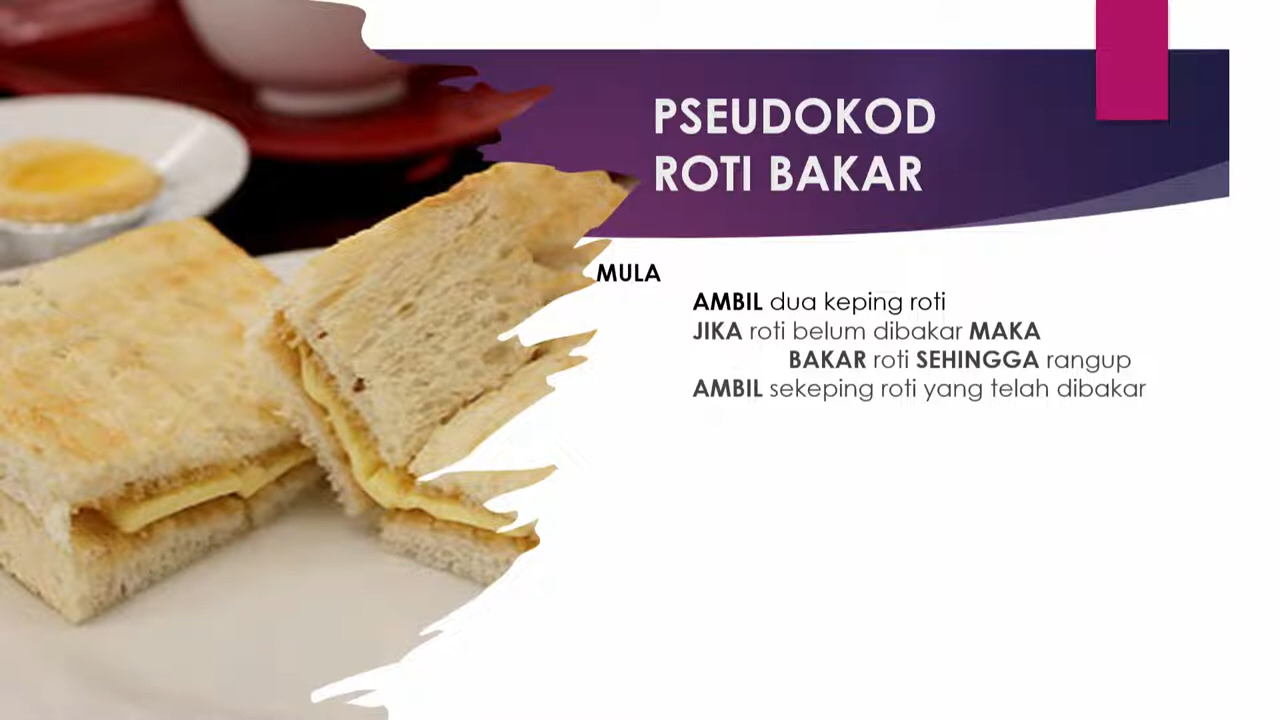 PSEUDOKOD
ROTI BAKAR
MULA
AMBIL dua keping roti
JIKA roti belum dibakar MAKA
BAKAR roti SEHINGGA rangup
AMBIL sekeping roti yang telah dibakar